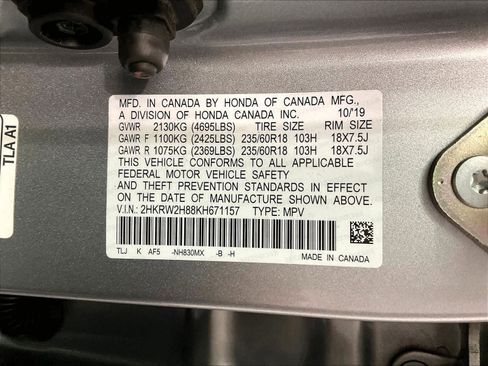 TLA A1
MFD. IN CANADA BY HONDA OF CANADA MFG.,
A DIVISION OF HONDA CANADA INC. 10/'19
GVWR 2130KG (4695LBS) TIRE SIZE RIM SIZE
GAWR F 1100KG (2425LBS) 235/60R18 103H 18X7.5J
GAWR R 1075KG (2369LBS) 235/60R18 103H 18X7.5J
THIS VEHICLE CONFORMS TO ALL APPLICABLE
FEDERAL MOTOR VEHICLE SAFETY
AND THEFT PREVENTION STANDARDS IN EFFECT
ON THE DATE OF MANUFACTURE SHOWN ABOVE.
V.I.N.: 2HKRW2H88KH671157 TYPE: MPV
TLJ K AF5 -NH830MX -B -H
MADE IN CANADA